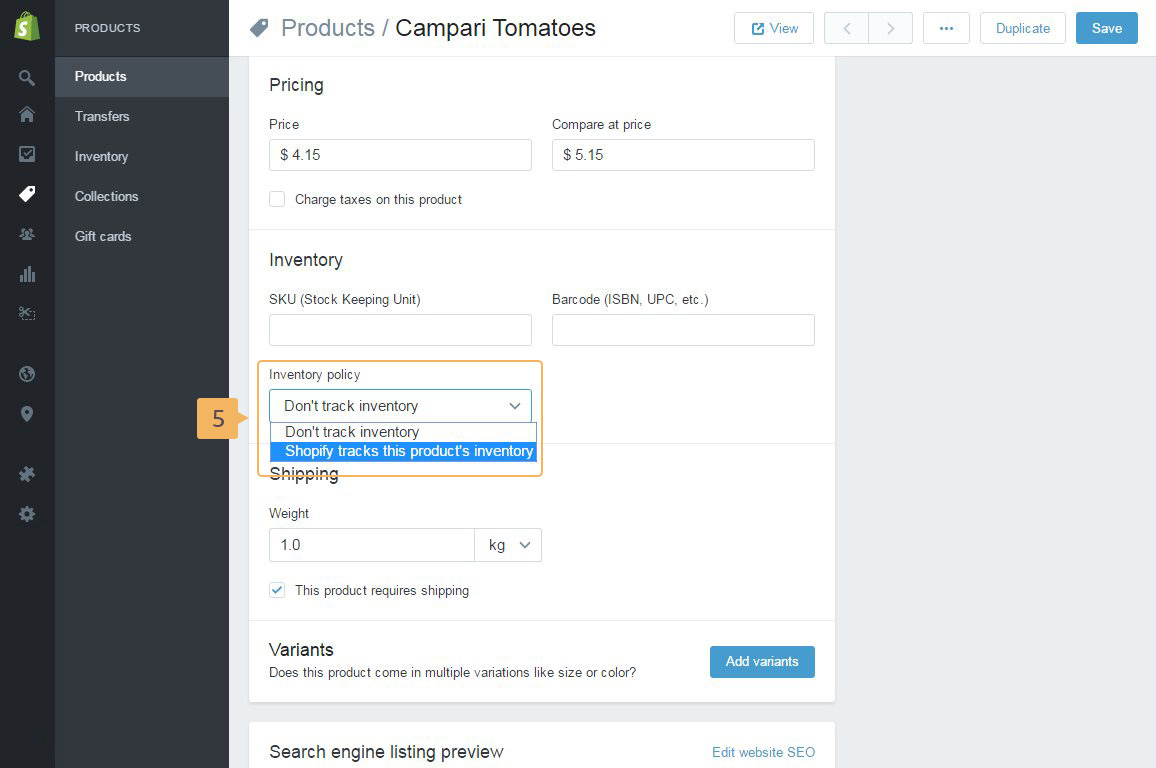 PRODUCTS
Products
Transfers
Inventory
Collections
Gift cards
Products / Campari Tomatoes
View
...
Duplicate
Save
Pricing
Price
Compare at price
$ 4.15
$ 5.15
Charge taxes on this product
Inventory
SKU (Stock Keeping Unit)
Barcode (ISBN, UPC, etc.)
5
Inventory policy
Don't track inventory
Don't track inventory
Shopify tracks this product's inventory
Shipping
Weight
1.0
kg
This product requires shipping
Variants
Does this product come in multiple variations like size or color?
Add variants
Search engine listing preview
Edit website SEO